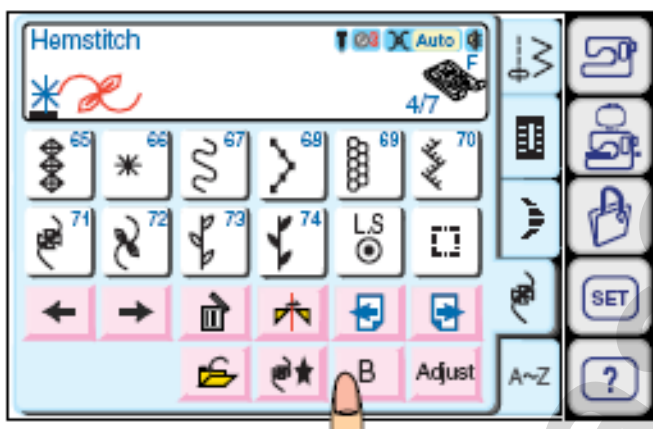 Hemstitch
Auto
F
4/7
65 66 67 68 69 70
71 72 73 74 L.S
SET
B Adjust A~Z ?